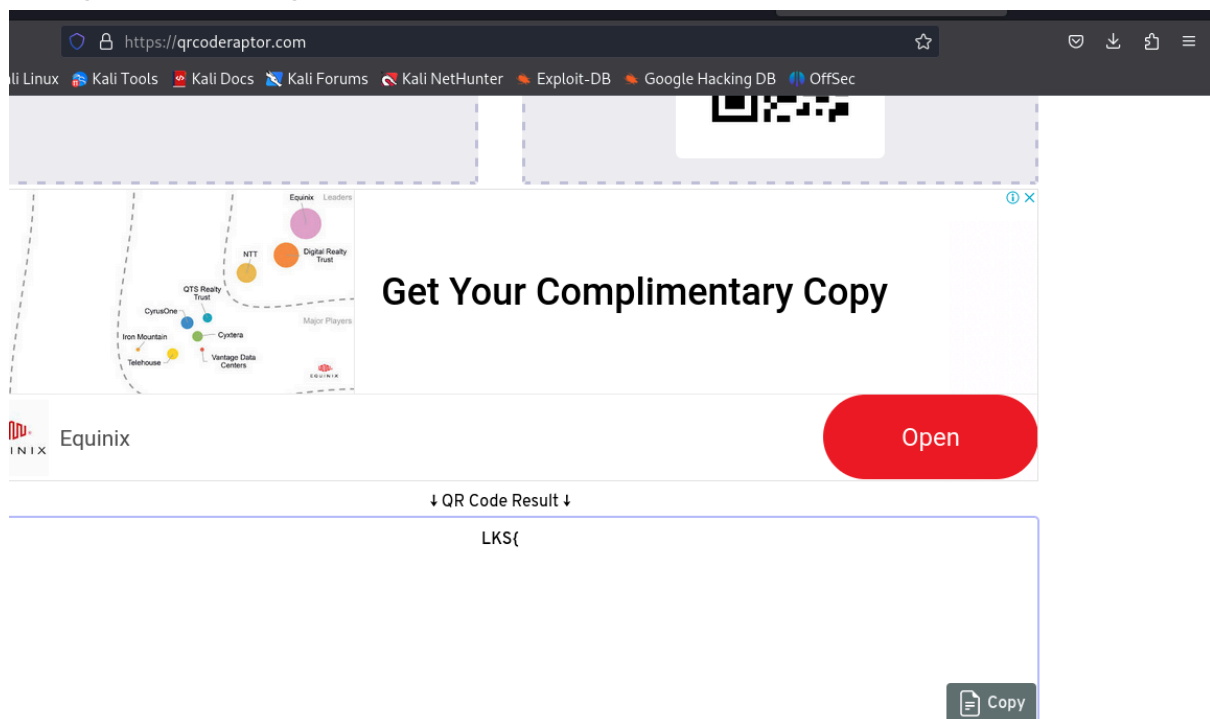 https://qrcoderaptor.com
ali Linux Kali Tools Kali Docs Kali Forums Kali NetHunter Exploit-DB Google Hacking DB OffSec
Equinix Leaders
NTT Digital Realty Trust
QTS Realty Trust
CyrusOne
Major Players
Iron Mountain Cyxtera
Telehouse Vantage Data Centers
EQUINIX
Get Your Complimentary Copy
INIX Equinix
Open
↓ QR Code Result ↓
LKS{
Copy